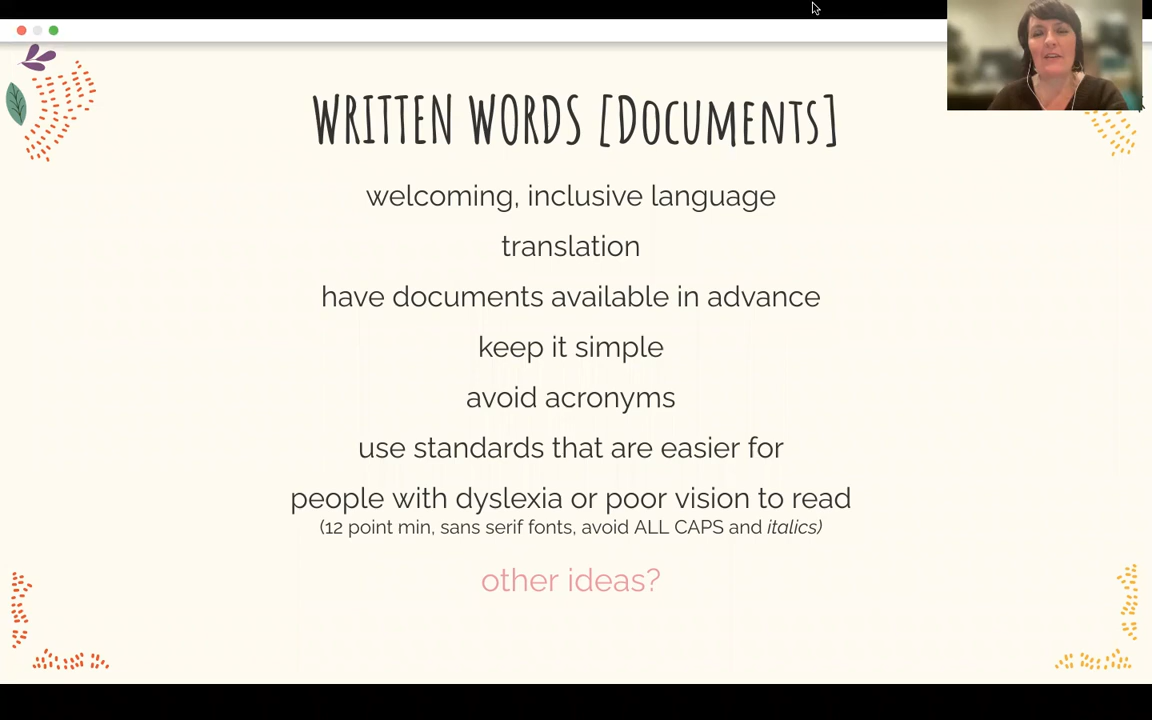 WRITTEN WORDS [DOCUMENTS]
welcoming, inclusive language
translation
have documents available in advance
keep it simple
avoid acronyms
use standards that are easier for
people with dyslexia or poor vision to read
(12 point min, sans serif fonts, avoid ALL CAPS and italics)
other ideas?